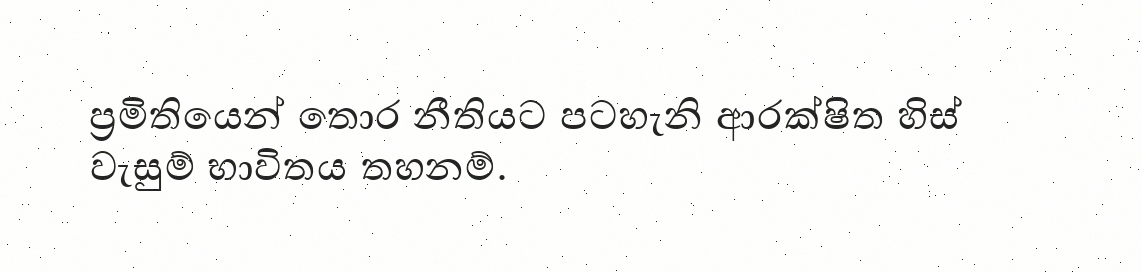 ප්‍රමිතියෙන් තොර නීතියට පටහැනි ආරක්ෂිත හිස්
වැසුම් භාවිතය තහනම්.